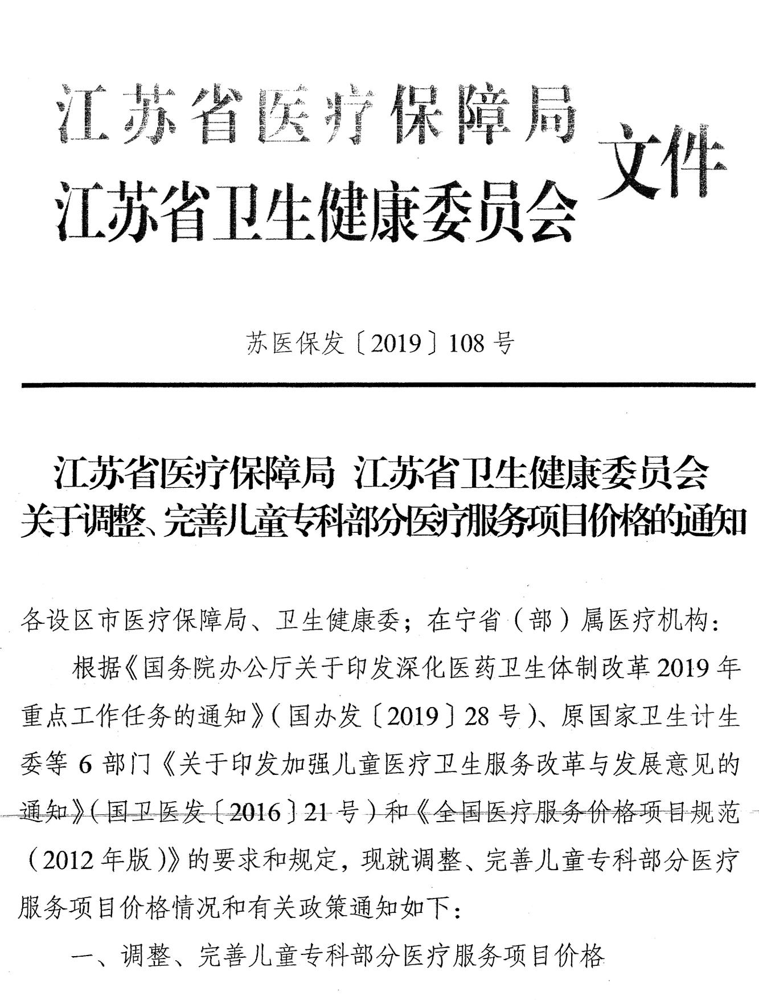 江苏省医疗保障局
文件
江苏省卫生健康委员会
苏医保发〔2019〕108号
江苏省医疗保障局 江苏省卫生健康委员会
关于调整、完善儿童专科部分医疗服务项目价格的通知
各设区市医疗保障局、卫生健康委；在宁省（部）属医疗机构：
根据《国务院办公厅关于印发深化医药卫生体制改革 2019 年
重点工作任务的通知》（国办发〔2019〕28 号）、原国家卫生计生
委等 6 部门《关于印发加强儿童医疗卫生服务改革与发展意见的
通知》（国卫医发〔2016〕21 号）和《全国医疗服务价格项目规范
（2012 年版）》的要求和规定，现就调整、完善儿童专科部分医疗
服务项目价格情况和有关政策通知如下：
一、调整、完善儿童专科部分医疗服务项目价格